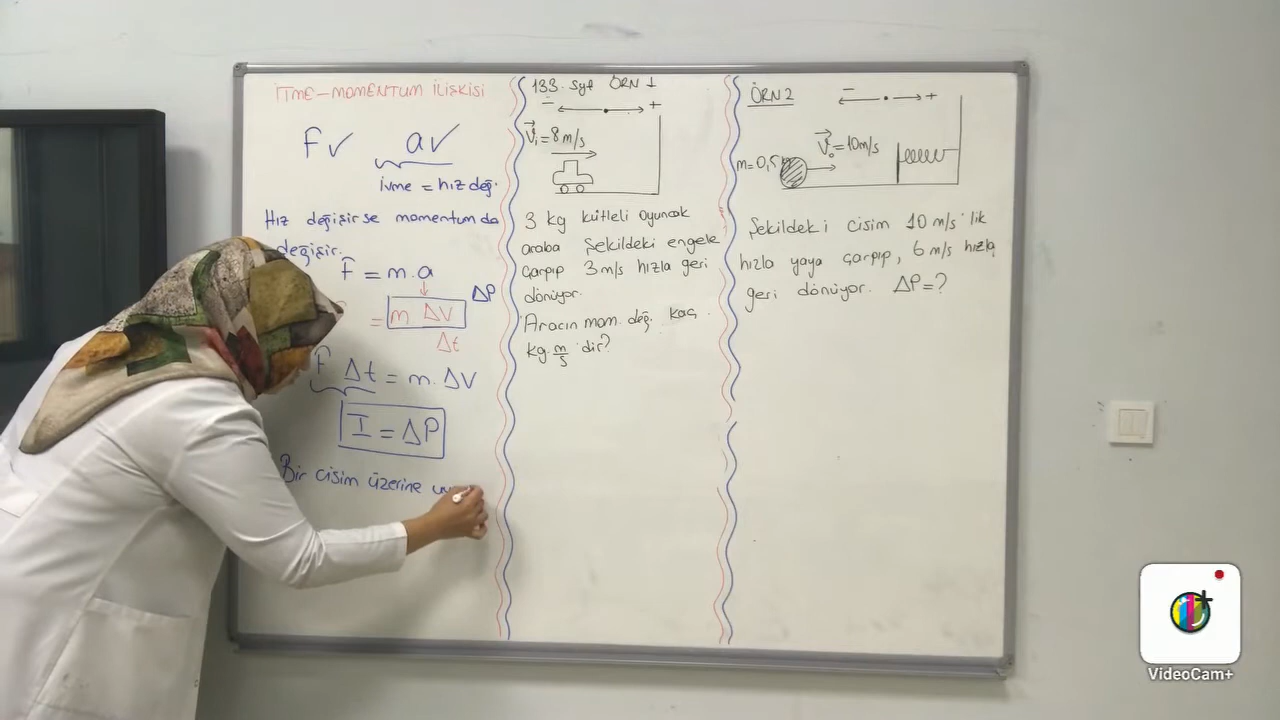 İTME-MOMENTUM İLİŞKİSİ
F✓ a✓
ivme = hız değ.
Hız değişirse momentum da
değişir.
F = m.a
= m ΔV ΔP
Δt
F Δt = m. ΔV
I = ΔP
Bir cisim üzerine
133. syf ÖRN 1
- +
V₁ = 8 m/s
3 kg kütleli oyuncak
araba şekildeki engele
çarpıp 3 m/s hızla geri
dönüyor.
Aracın mom. değ. kaç
kg. m/s dir?
ÖRN 2
- +
V₀ = 10 m/s
m = 0,5
Şekildeki cisim 10 m/s'lik
hızla yaya çarpıp, 6 m/s hızla
geri dönüyor. ΔP = ?
VideoCam+